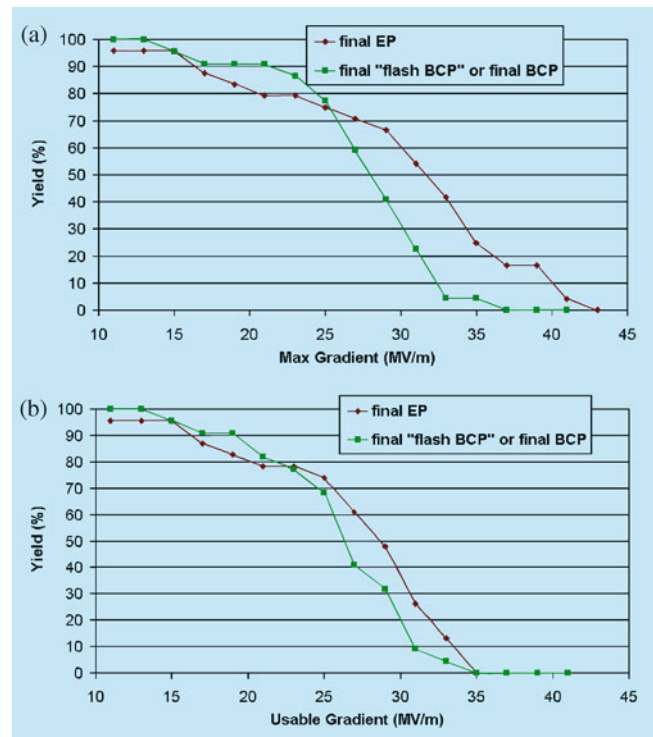 (a)
final EP
final "flash BCP" or final BCP
Yield (%)
100
90
80
70
60
50
40
30
20
10
0
10 15 20 25 30 35 40 45
Max Gradient (MV/m)
(b)
final EP
final "flash BCP" or final BCP
Yield (%)
100
90
80
70
60
50
40
30
20
10
0
10 15 20 25 30 35 40 45
Usable Gradient (MV/m)